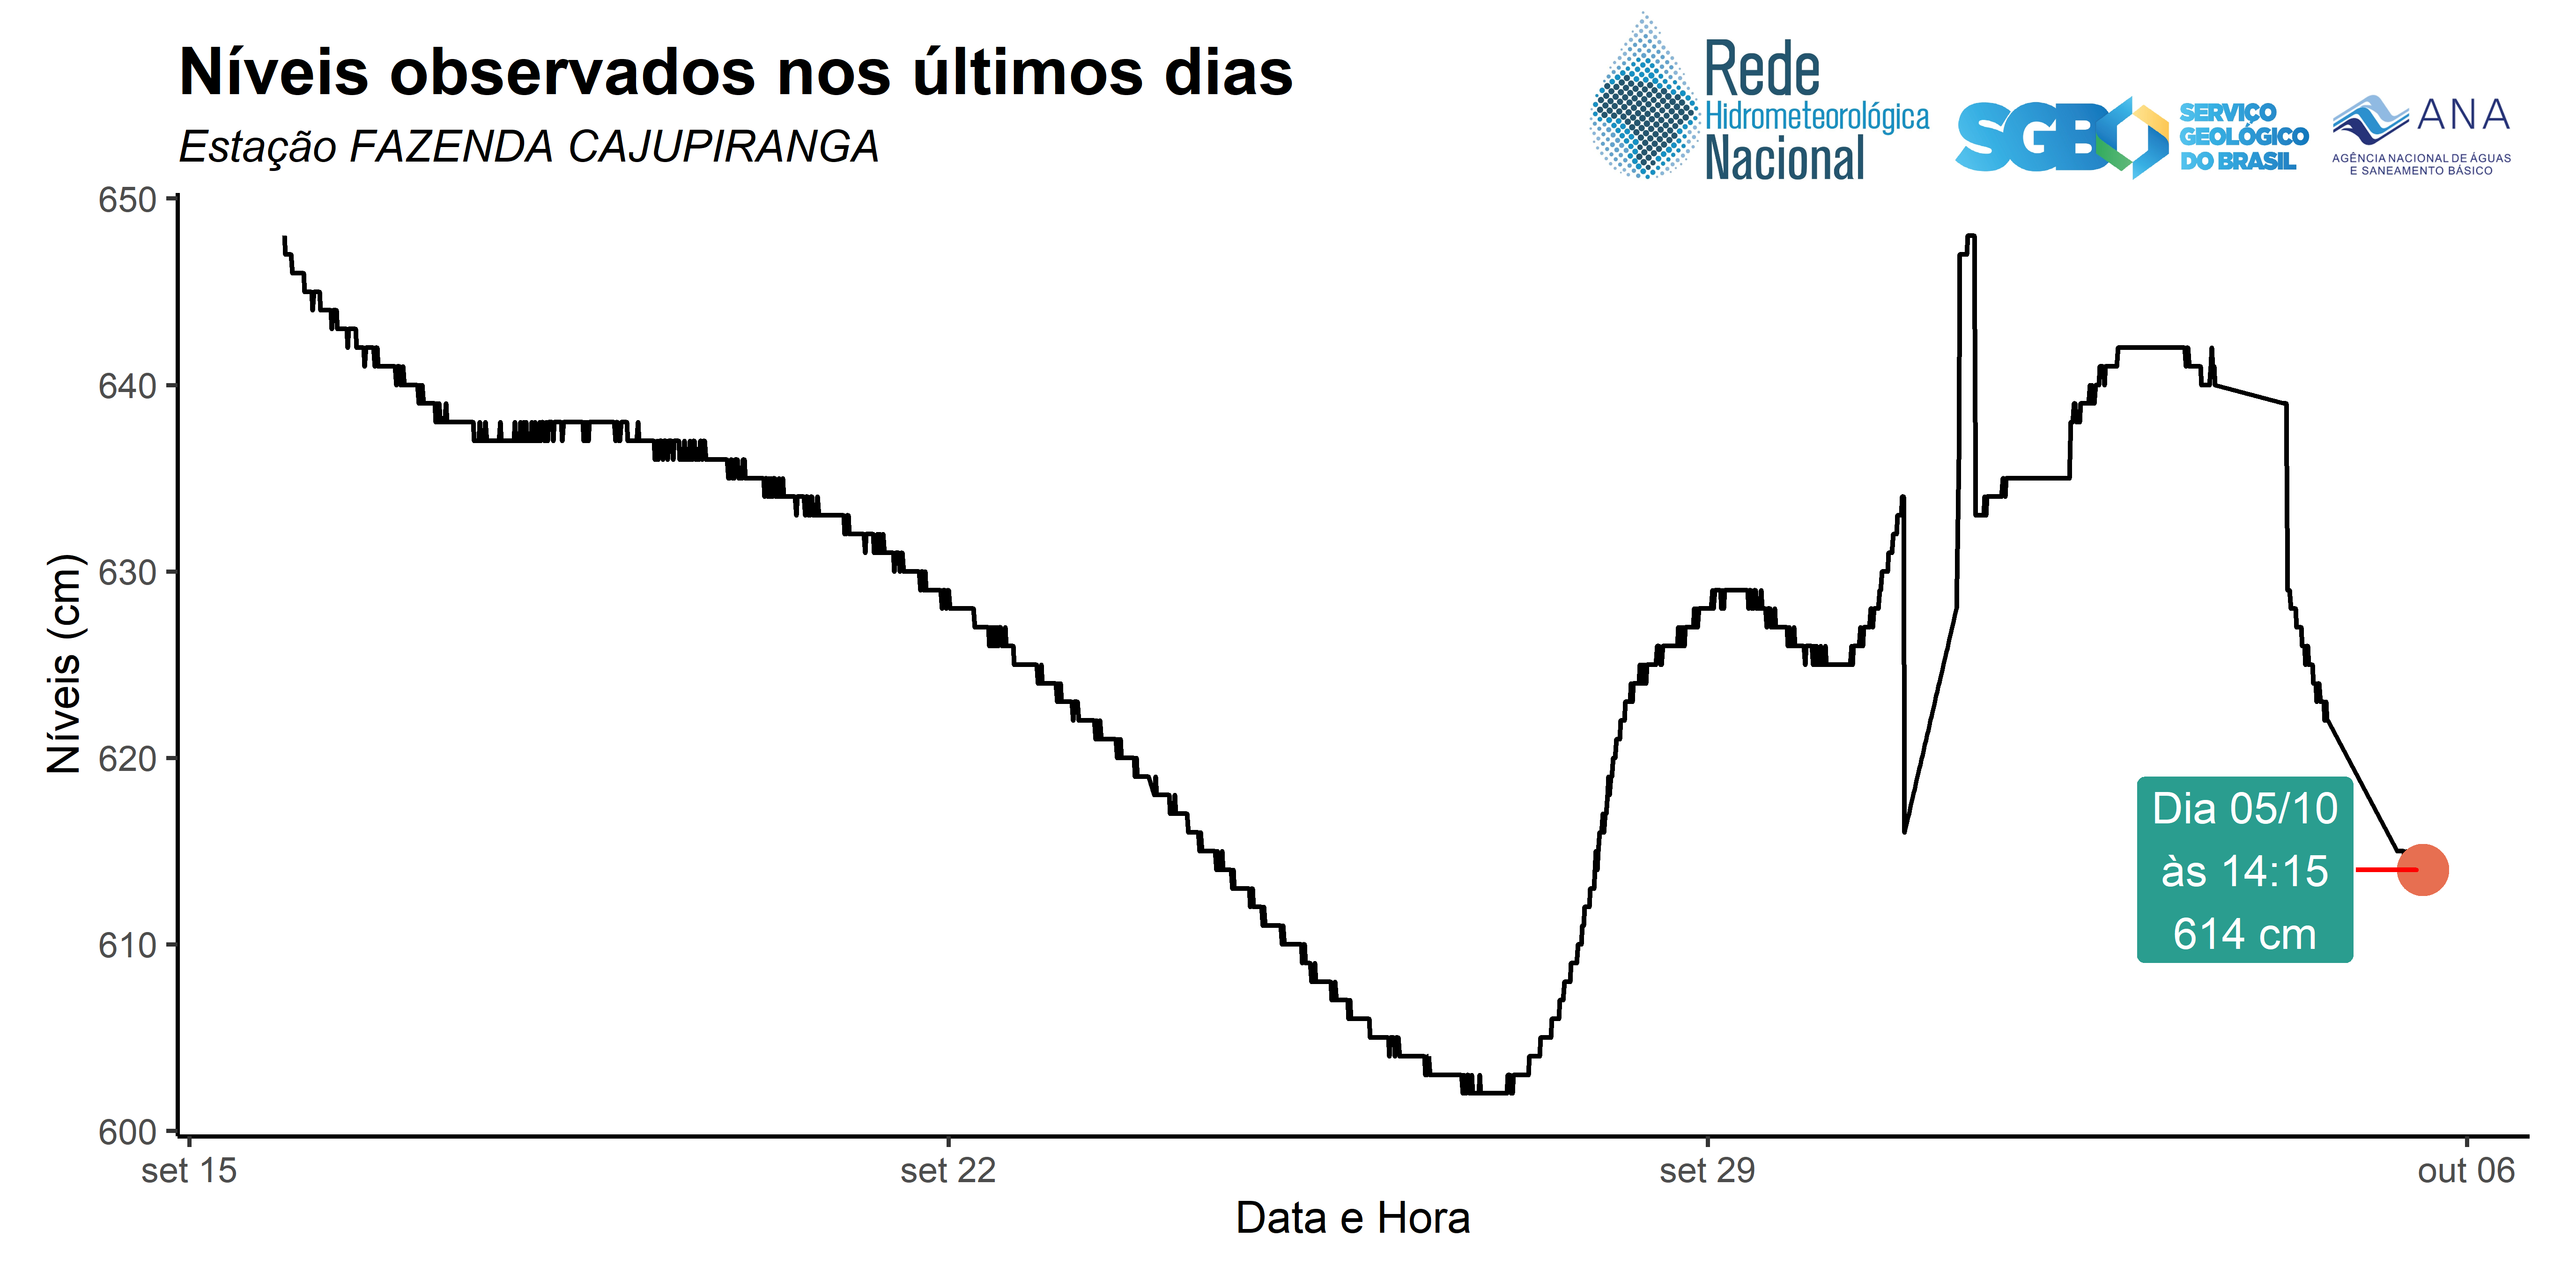 Níveis observados nos últimos dias
Estação FAZENDA CAJUPIRANGA
Rede
Hidrometeorológica
Nacional
SGB
SERVIÇO
GEOLÓGICO
DO BRASIL
ANA
AGÊNCIA NACIONAL DE ÁGUAS
E SANEAMENTO BÁSICO
650
640
630
620
610
600
Níveis (cm)
Dia 05/10
às 14:15
614 cm
set 15
set 22
set 29
out 06
Data e Hora